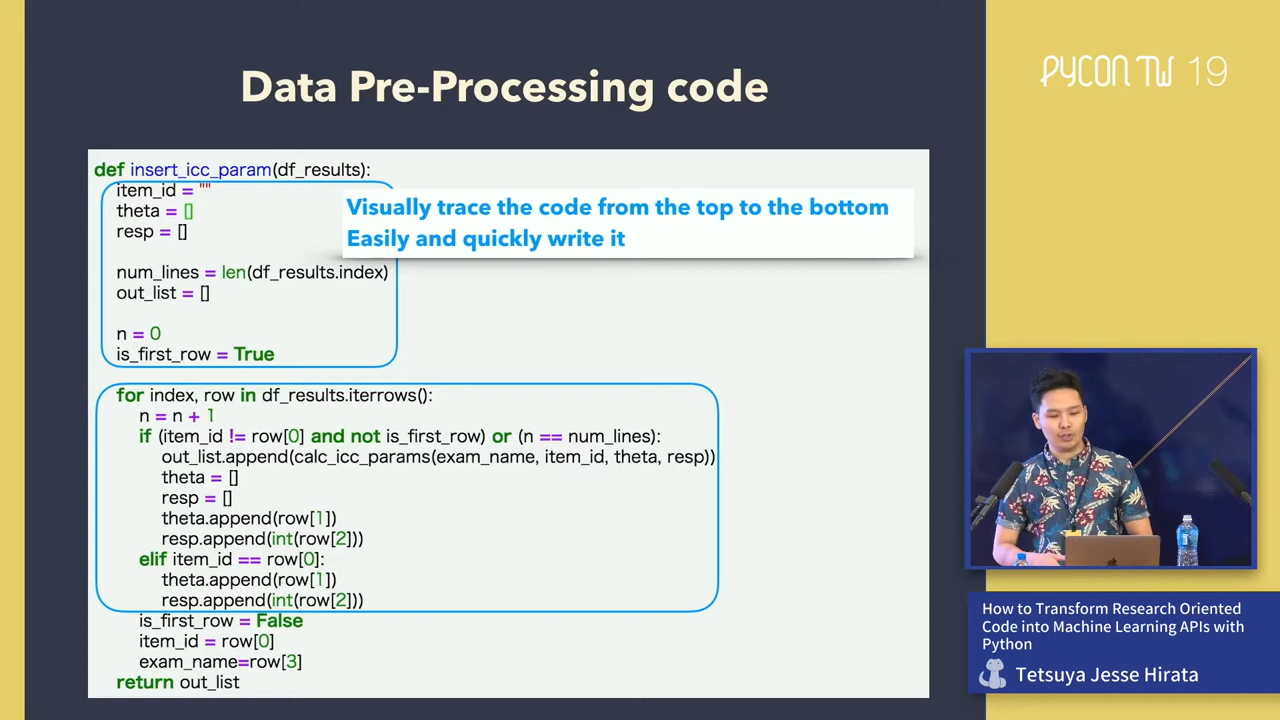 Data Pre-Processing code
PYCON TW 19
def insert_icc_param(df_results):
item_id = ""
theta = []
resp = []
Visually trace the code from the top to the bottom
Easily and quickly write it
num_lines = len(df_results.index)
out_list = []
n = 0
is_first_row = True
for index, row in df_results.iterrows():
n = n + 1
if (item_id != row[0] and not is_first_row) or (n == num_lines):
out_list.append(calc_icc_params(exam_name, item_id, theta, resp))
theta = []
resp = []
theta.append(row[1])
resp.append(int(row[2]))
elif item_id == row[0]:
theta.append(row[1])
resp.append(int(row[2]))
is_first_row = False
item_id = row[0]
exam_name=row[3]
return out_list
How to Transform Research Oriented
Code into Machine Learning APIs with
Python
Tetsuya Jesse Hirata